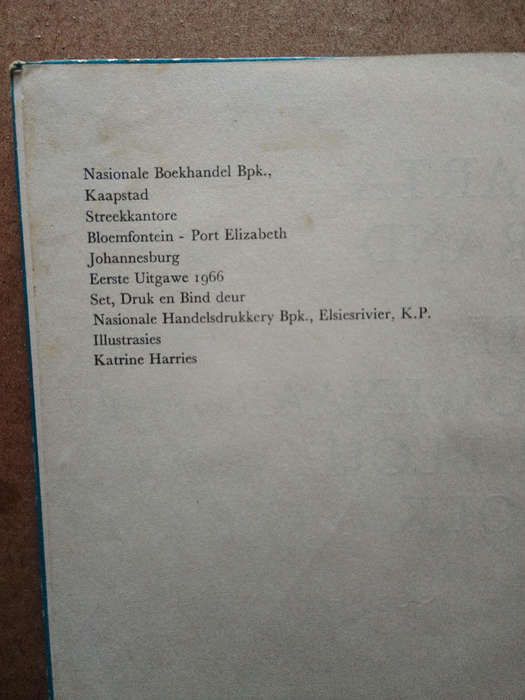 Nasionale Boekhandel Bpk.,
Kaapstad
Streekkantore
Bloemfontein - Port Elizabeth
Johannesburg
Eerste Uitgawe 1966
Set, Druk en Bind deur
Nasionale Handelsdrukkery Bpk., Elsiesrivier, K.P.
Illustrasies
Katrine Harries